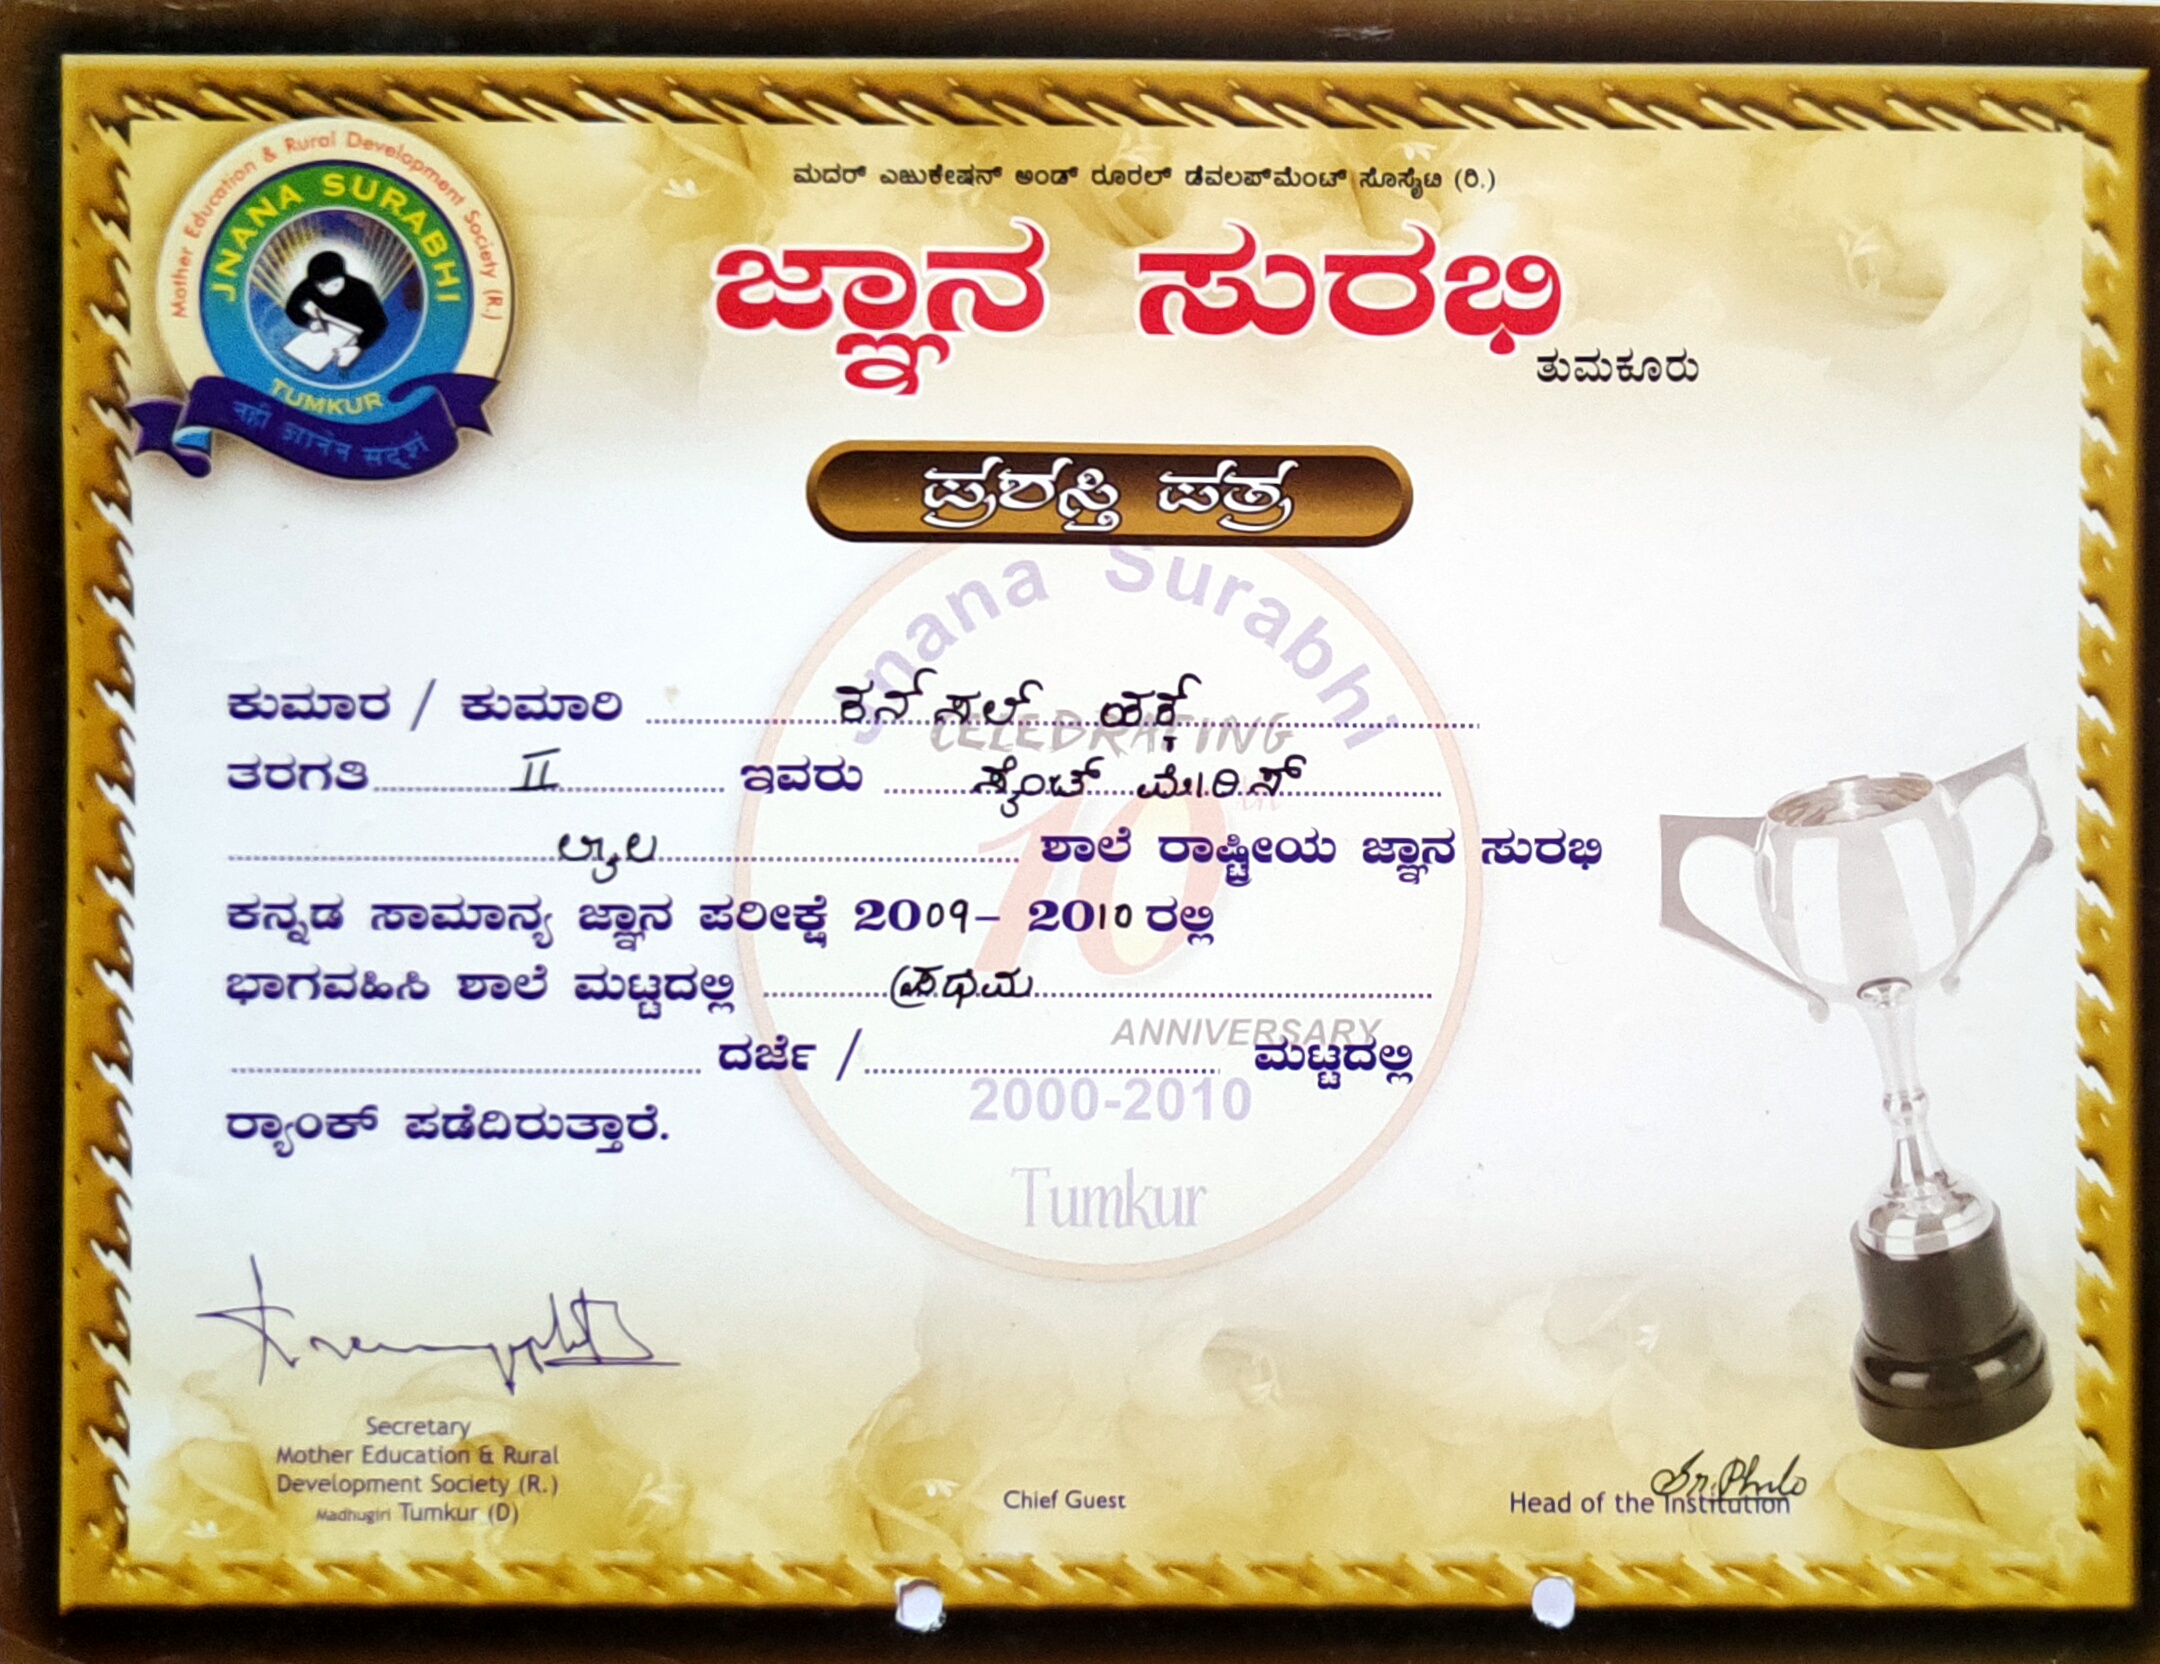 ಮದರ್ ಎಜುಕೇಷನ್ ಅಂಡ್ ರೂರಲ್ ಡೆವಲಪ್‌ಮೆಂಟ್ ಸೊಸೈಟಿ (ರಿ.)
Mother Education & Rural Development Society (R.)
JNANA SURABHI
TUMKUR
नही ज्ञानेन सदृशं
ಜ್ಞಾನ ಸುರಭಿ
ತುಮಕೂರು
ಪ್ರಶಸ್ತಿ ಪತ್ರ
Jnana Surabhi
ಕುಮಾರ / ಕುಮಾರಿ
CELEBRATING
ತರಗತಿ II ಇವರು ಸೈಂಟ್ ಮೇರಿಸ್
10th
ಶಾಲೆ ರಾಷ್ಟ್ರೀಯ ಜ್ಞಾನ ಸುರಭಿ
ಕನ್ನಡ ಸಾಮಾನ್ಯ ಜ್ಞಾನ ಪರೀಕ್ಷೆ 2009- 2010 ರಲ್ಲಿ
ಭಾಗವಹಿಸಿ ಶಾಲೆ ಮಟ್ಟದಲ್ಲಿ ಪ್ರಥಮ
ANNIVERSARY
ದರ್ಜೆ / ಮಟ್ಟದಲ್ಲಿ
2000-2010
ರ‍್ಯಾಂಕ್ ಪಡೆದಿರುತ್ತಾರೆ.
Tumkur
Secretary
Mother Education & Rural
Development Society (R.)
Madhugiri Tumkur (D)
Chief Guest
Sr. Philo
Head of the Institution